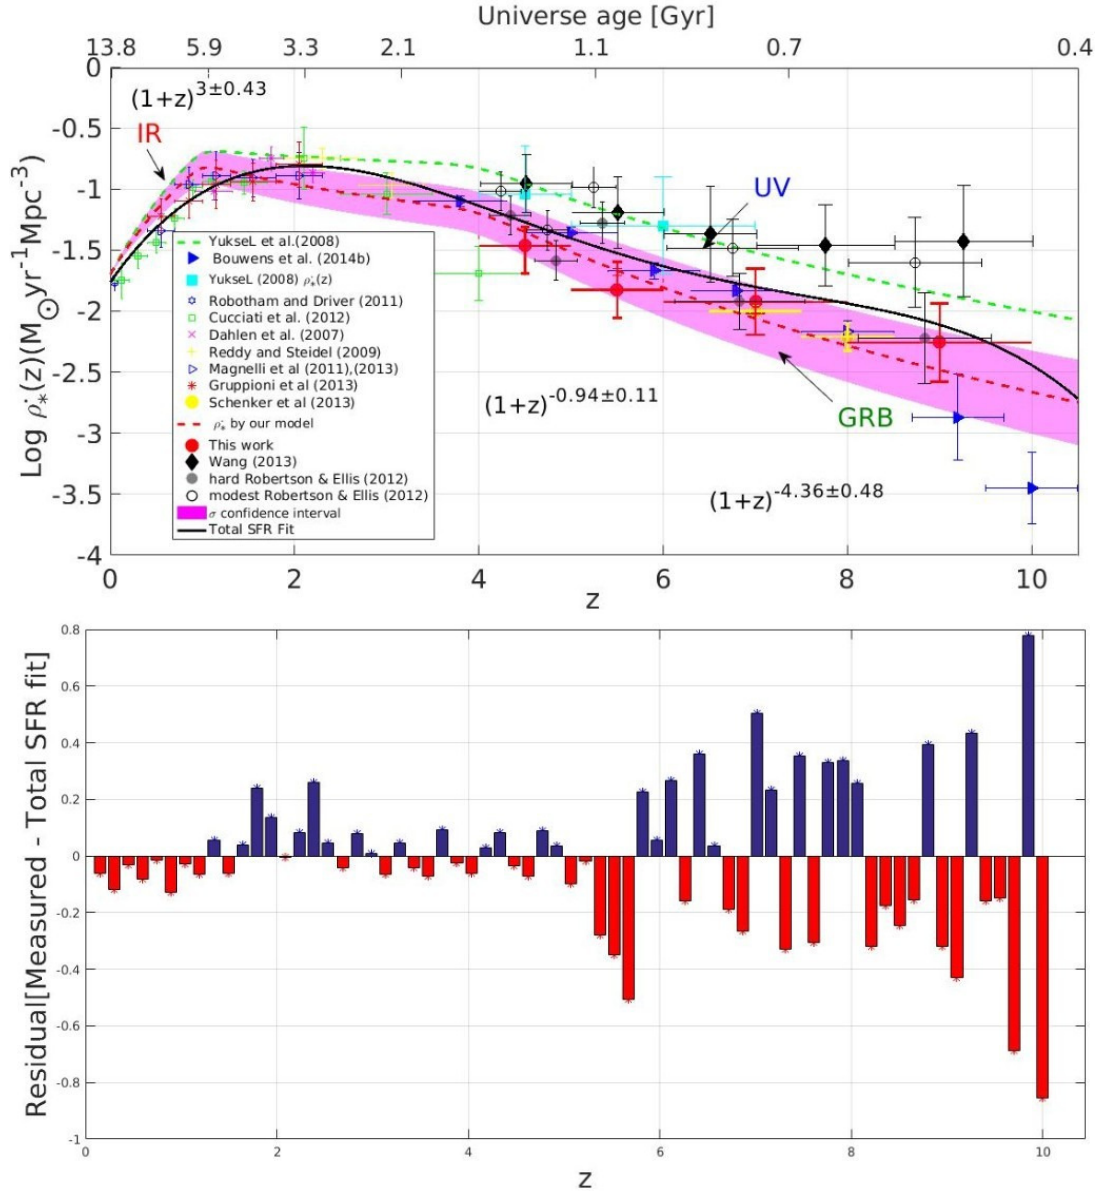 Universe age [Gyr]
13.8 5.9 3.3 2.1 1.1 0.7 0.4
0
-0.5
-1.0
-1.5
-2
-2.5
-3
-3.5
-4
Log ρ̇*(z)(M⊙yr-1Mpc-3)
(1+z)3±0.43
IR
UV
GRB
(1+z)-0.94±0.11
(1+z)-4.36±0.48
YukseL et al.(2008)
Bouwens et al. (2014b)
YukseL (2008) ρ̇*(z)
Robotham and Driver (2011)
Cucciati et al. (2012)
Dahlen et al. (2007)
Reddy and Steidel (2009)
Magnelli et al (2011),(2013)
Gruppioni et al (2013)
Schenker et al (2013)
ρ̇* by our model
This work
Wang (2013)
hard Robertson & Ellis (2012)
modest Robertson & Ellis (2012)
σ confidence interval
Total SFR Fit
0 2 4 6 8 10
z
Residual[Measured - Total SFR fit]
0.8
0.6
0.4
0.2
0
-0.2
-0.4
-0.6
-0.8
-1
0 2 4 6 8 10
z